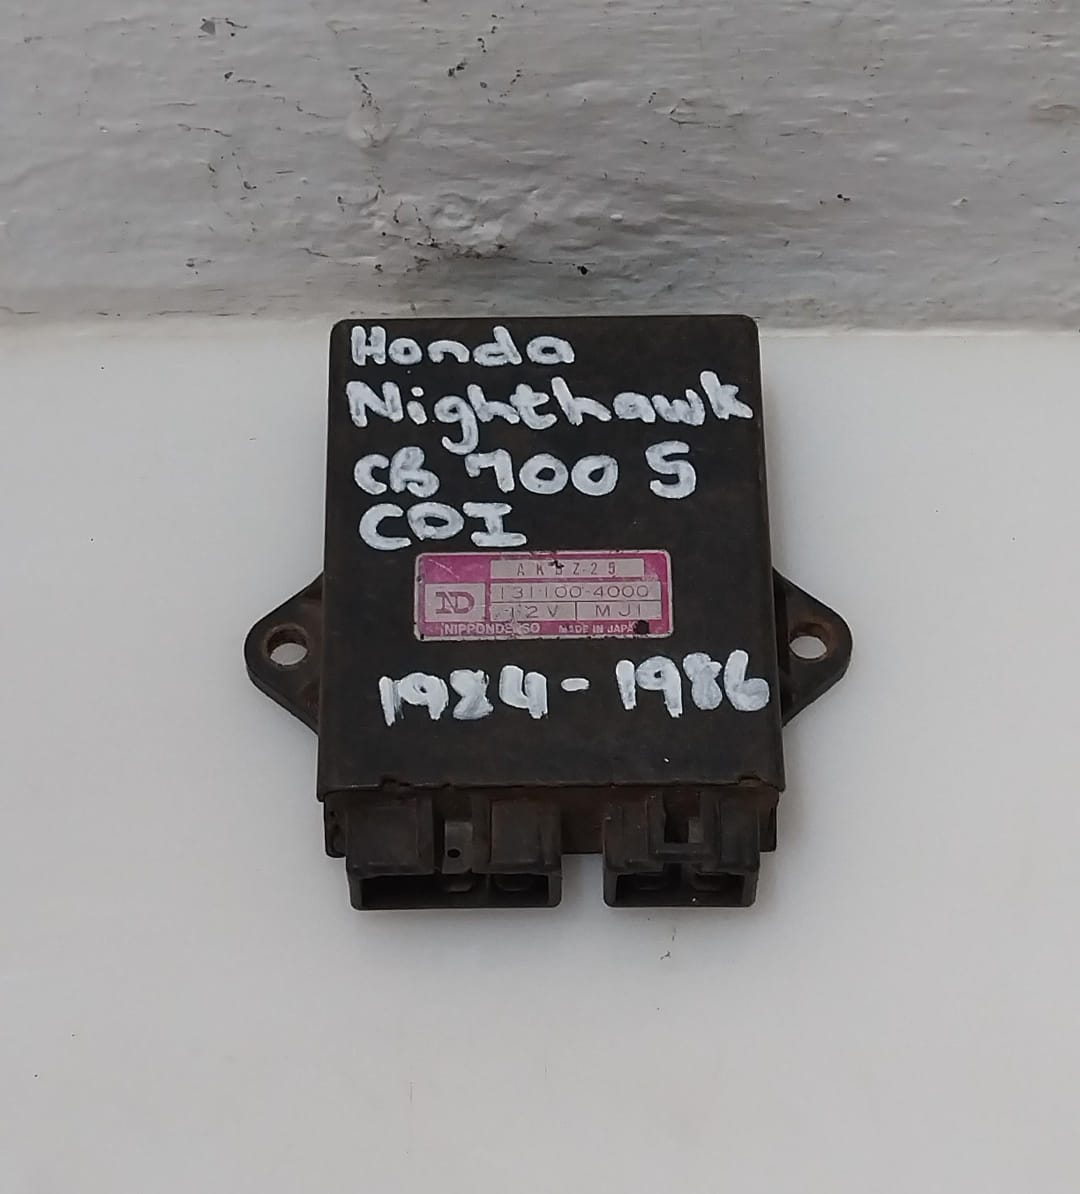 Honda
Nighthawk
CB 700 S
CDI
ND
131100-4000
12V MJ1
NIPPONDENSO MADE IN JAPAN
1984-1986